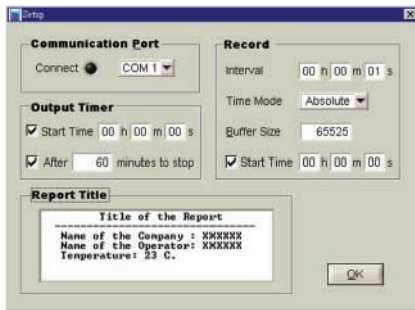 Setup
Communication Port
Connect COM 1
Output Timer
Start Time 00 h 00 m 00 s
After 60 minutes to stop
Record
Interval 00 h 00 m 01 s
Time Mode Absolute
Buffer Size 65525
Start Time 00 h 00 m 00 s
Report Title
Title of the Report
Name of the Company : XXXXXX
Name of the Operator: XXXXXX
Temperature: 23 C.
OK